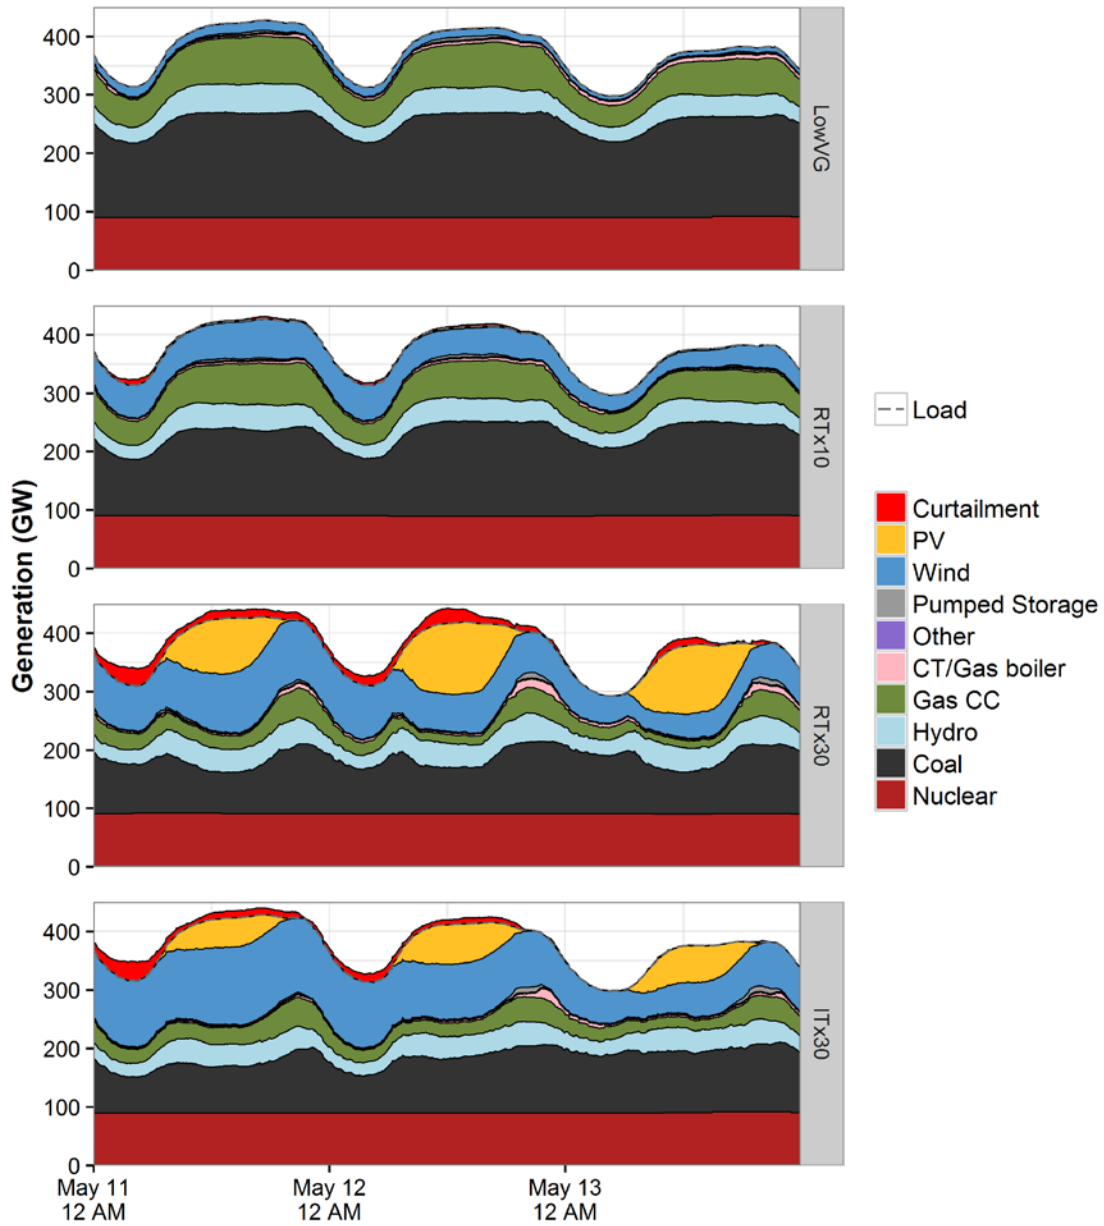 Generation (GW)
400
300
200
100
0
LowVG
400
300
200
100
0
RTx10
400
300
200
100
0
RTx30
400
300
200
100
0
ITx30
May 11
12 AM
May 12
12 AM
May 13
12 AM
Load
Curtailment
PV
Wind
Pumped Storage
Other
CT/Gas boiler
Gas CC
Hydro
Coal
Nuclear